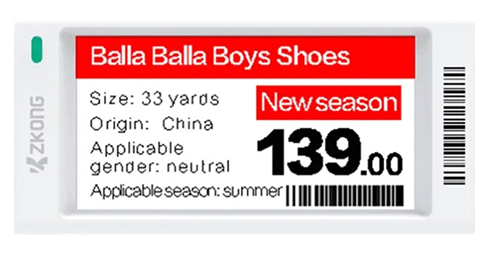 Balla Balla Boys Shoes
Size: 33 yards
New season
Origin: China
Applicable
gender: neutral
139.00
Applicable season: summer
ZKONG